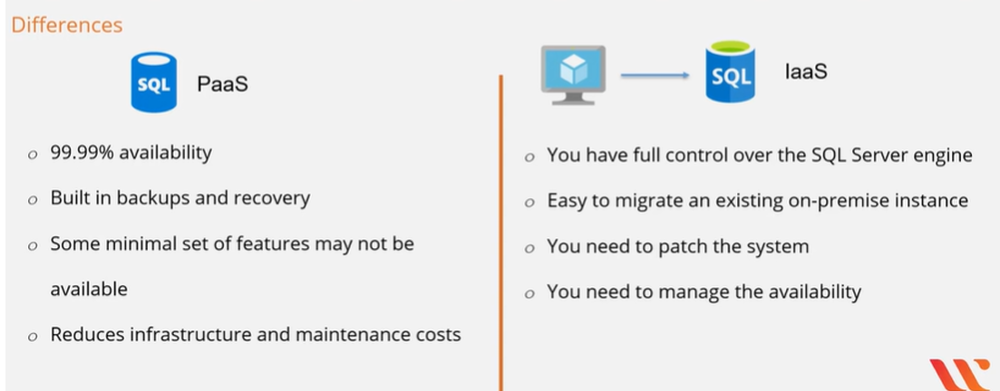 Differences
SQL
PaaS
o 99.99% availability
o Built in backups and recovery
o Some minimal set of features may not be
available
o Reduces infrastructure and maintenance costs
SQL
IaaS
o You have full control over the SQL Server engine
o Easy to migrate an existing on-premise instance
o You need to patch the system
o You need to manage the availability